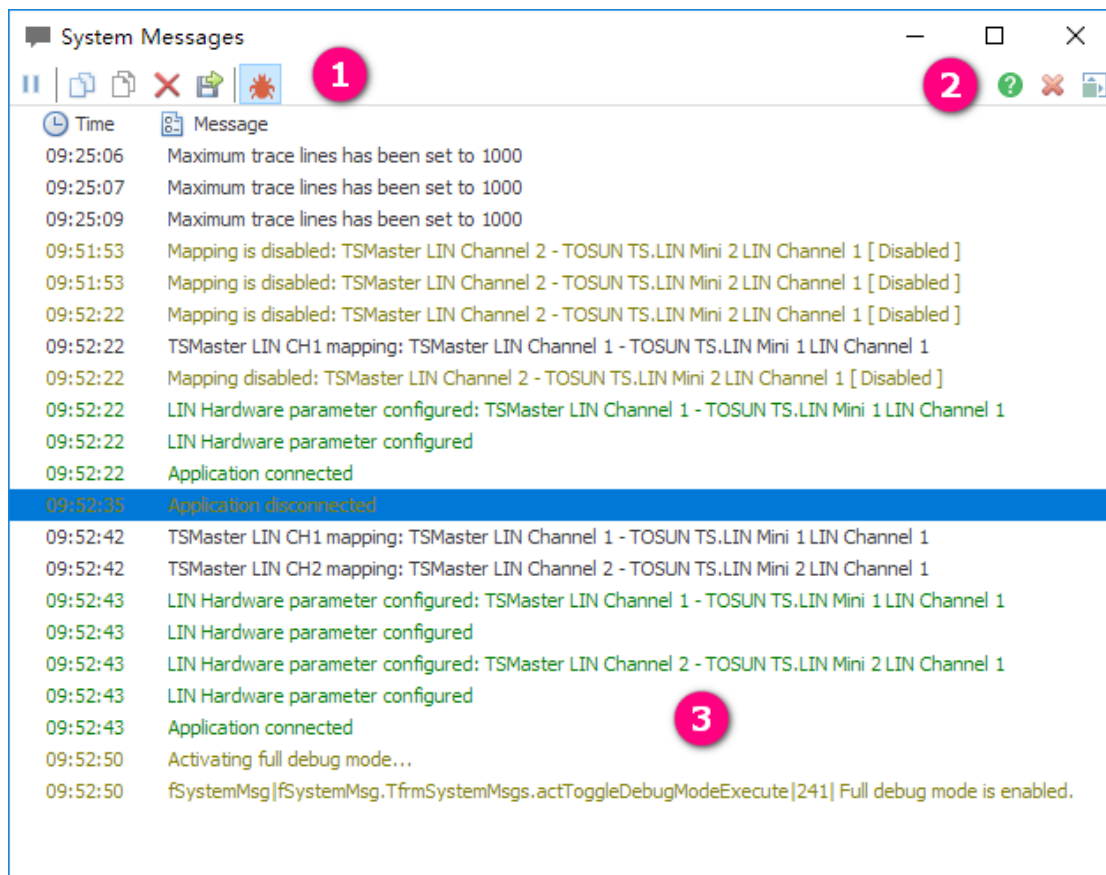 System Messages
1
2
Time Message
09:25:06 Maximum trace lines has been set to 1000
09:25:07 Maximum trace lines has been set to 1000
09:25:09 Maximum trace lines has been set to 1000
09:51:53 Mapping is disabled: TSMaster LIN Channel 2 - TOSUN TS.LIN Mini 2 LIN Channel 1 [ Disabled ]
09:51:53 Mapping is disabled: TSMaster LIN Channel 2 - TOSUN TS.LIN Mini 2 LIN Channel 1 [ Disabled ]
09:52:22 Mapping is disabled: TSMaster LIN Channel 2 - TOSUN TS.LIN Mini 2 LIN Channel 1 [ Disabled ]
09:52:22 TSMaster LIN CH1 mapping: TSMaster LIN Channel 1 - TOSUN TS.LIN Mini 1 LIN Channel 1
09:52:22 Mapping disabled: TSMaster LIN Channel 2 - TOSUN TS.LIN Mini 2 LIN Channel 1 [ Disabled ]
09:52:22 LIN Hardware parameter configured: TSMaster LIN Channel 1 - TOSUN TS.LIN Mini 1 LIN Channel 1
09:52:22 LIN Hardware parameter configured
09:52:22 Application connected
09:52:35 Application disconnected
09:52:42 TSMaster LIN CH1 mapping: TSMaster LIN Channel 1 - TOSUN TS.LIN Mini 1 LIN Channel 1
09:52:42 TSMaster LIN CH2 mapping: TSMaster LIN Channel 2 - TOSUN TS.LIN Mini 2 LIN Channel 1
09:52:43 LIN Hardware parameter configured: TSMaster LIN Channel 1 - TOSUN TS.LIN Mini 1 LIN Channel 1
09:52:43 LIN Hardware parameter configured
09:52:43 LIN Hardware parameter configured: TSMaster LIN Channel 2 - TOSUN TS.LIN Mini 2 LIN Channel 1
09:52:43 LIN Hardware parameter configured
3
09:52:43 Application connected
09:52:50 Activating full debug mode...
09:52:50 fSystemMsg|fSystemMsg.TfrmSystemMsgs.actToggleDebugModeExecute|241| Full debug mode is enabled.